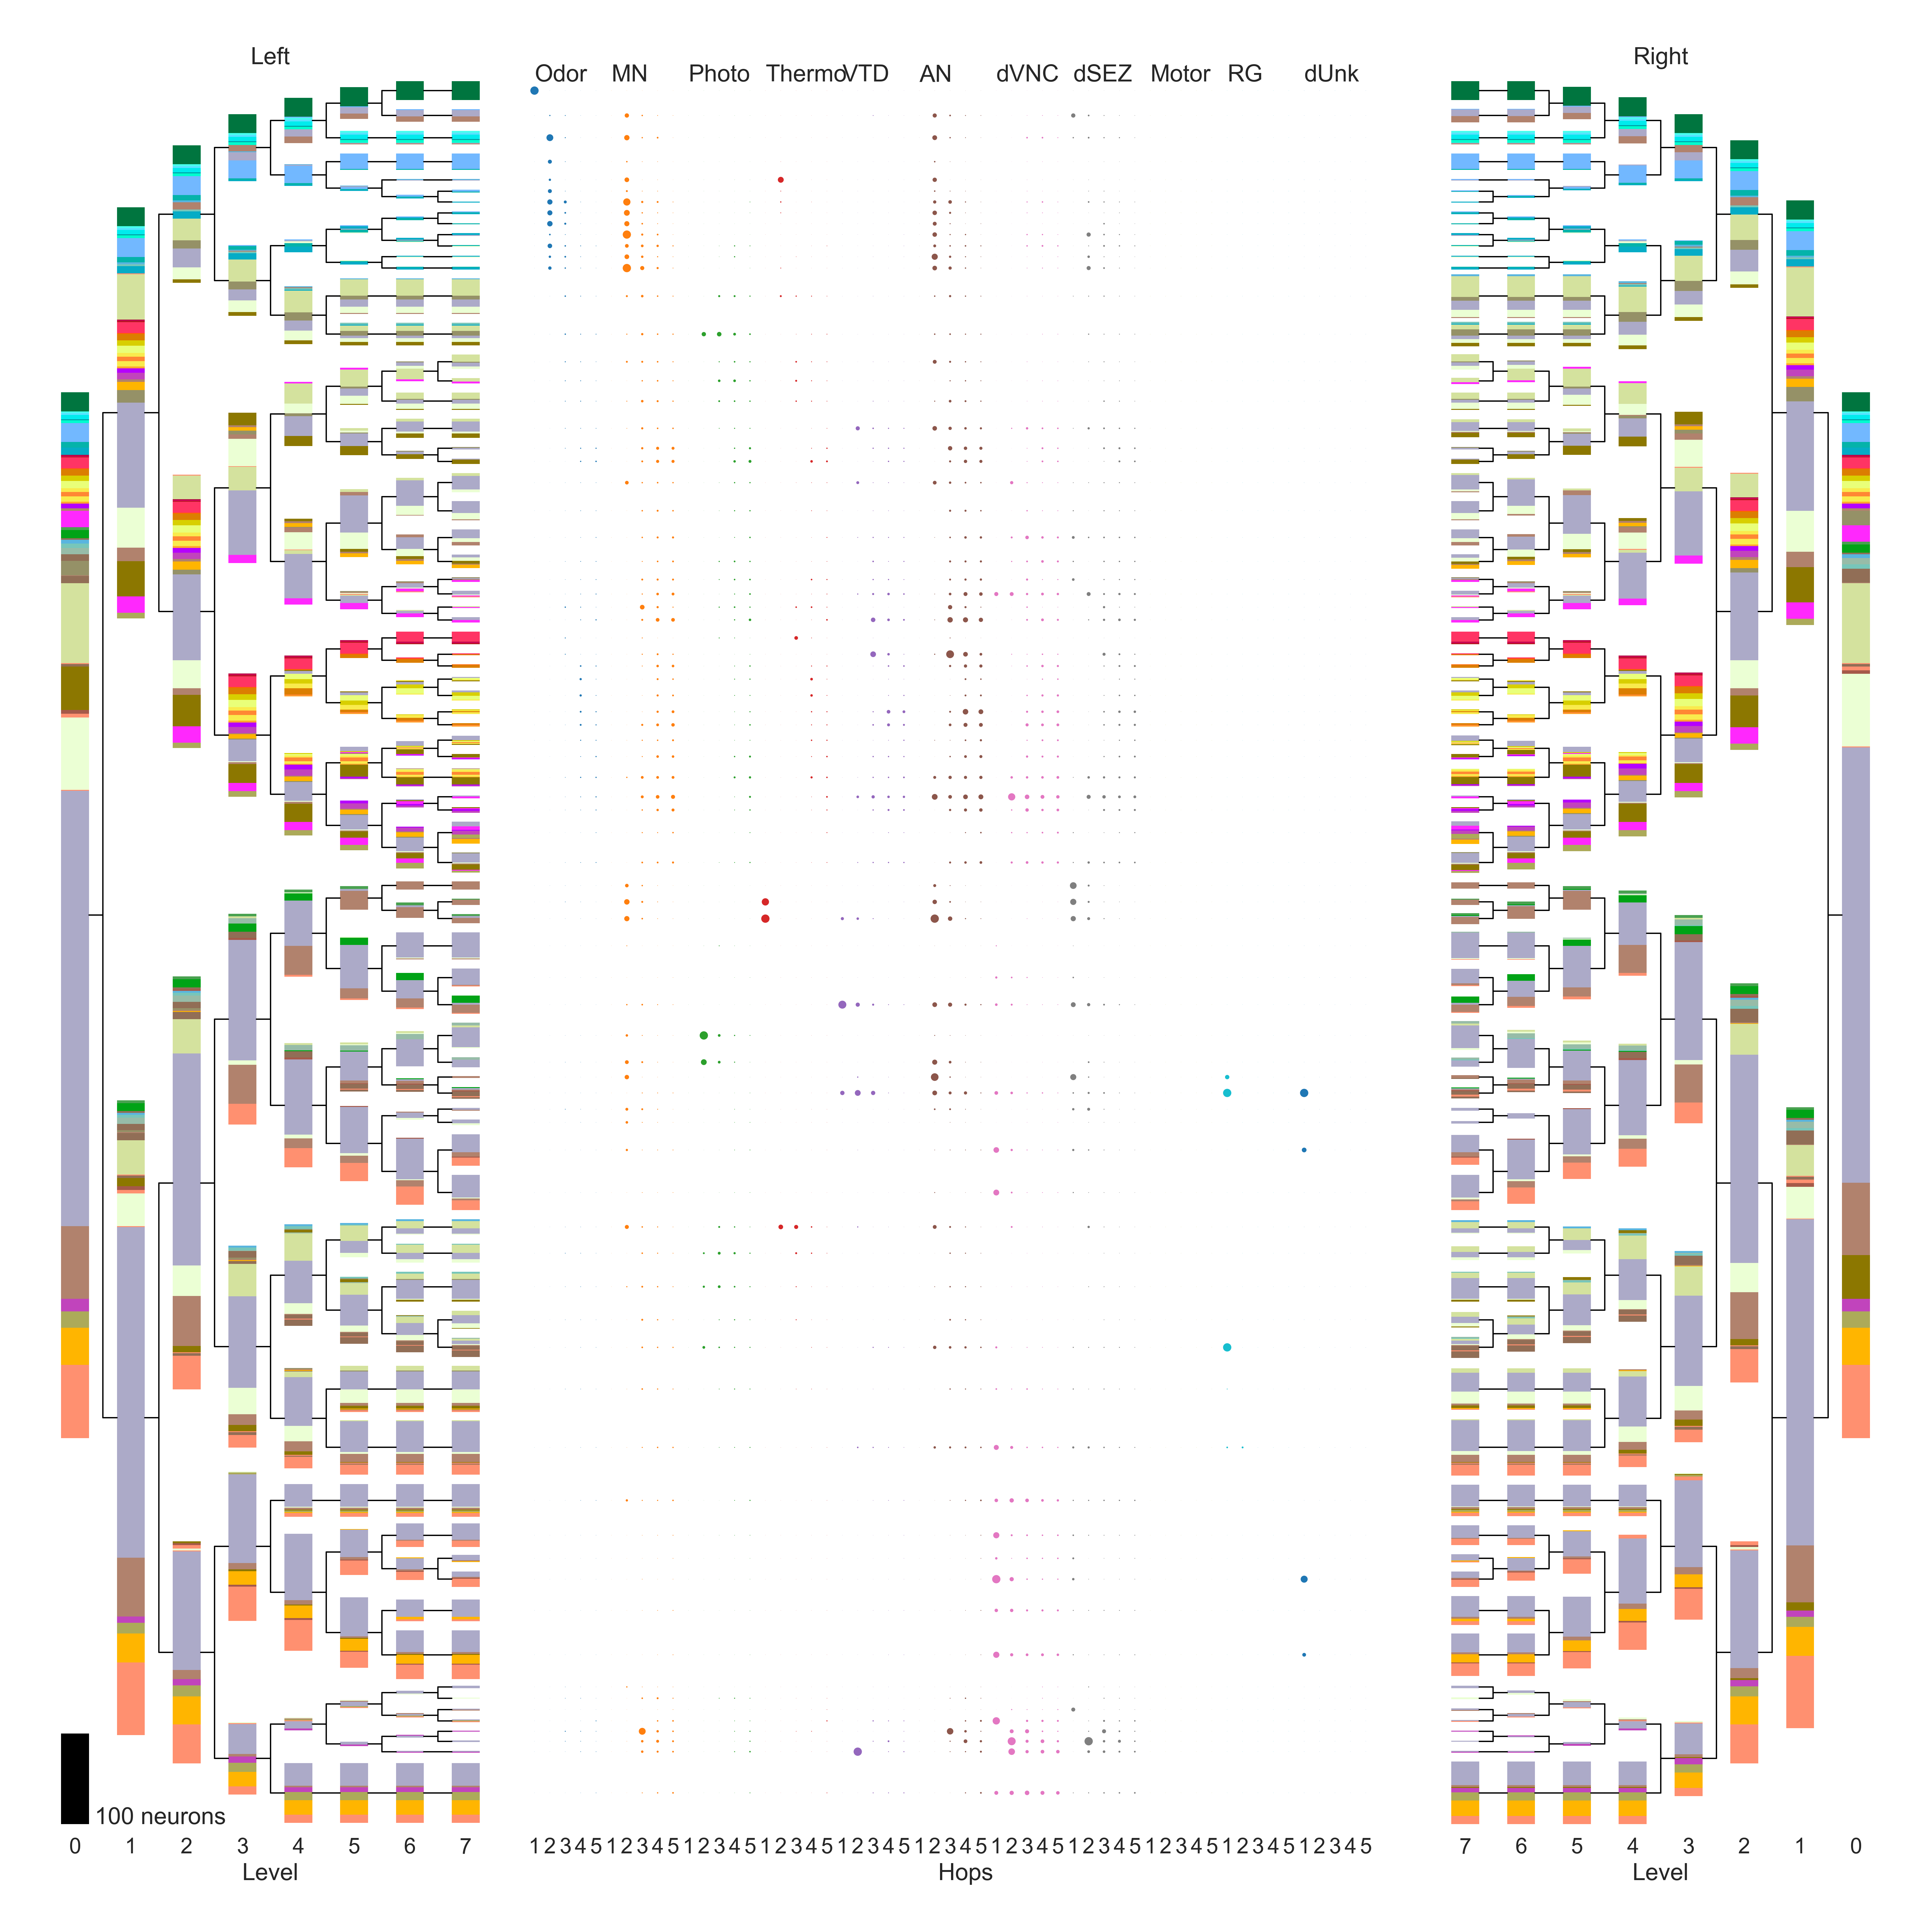 Left Right
Odor MN Photo Thermo VTD AN dVNC dSEZ Motor RG dUnk
100 neurons
0 1 2 3 4 5 6 7 1 2 3 4 5 1 2 3 4 5 1 2 3 4 5 1 2 3 4 5 1 2 3 4 5 1 2 3 4 5 1 2 3 4 5 1 2 3 4 5 1 2 3 4 5 1 2 3 4 5 1 2 3 4 5 7 6 5 4 3 2 1 0
Level Hops Level